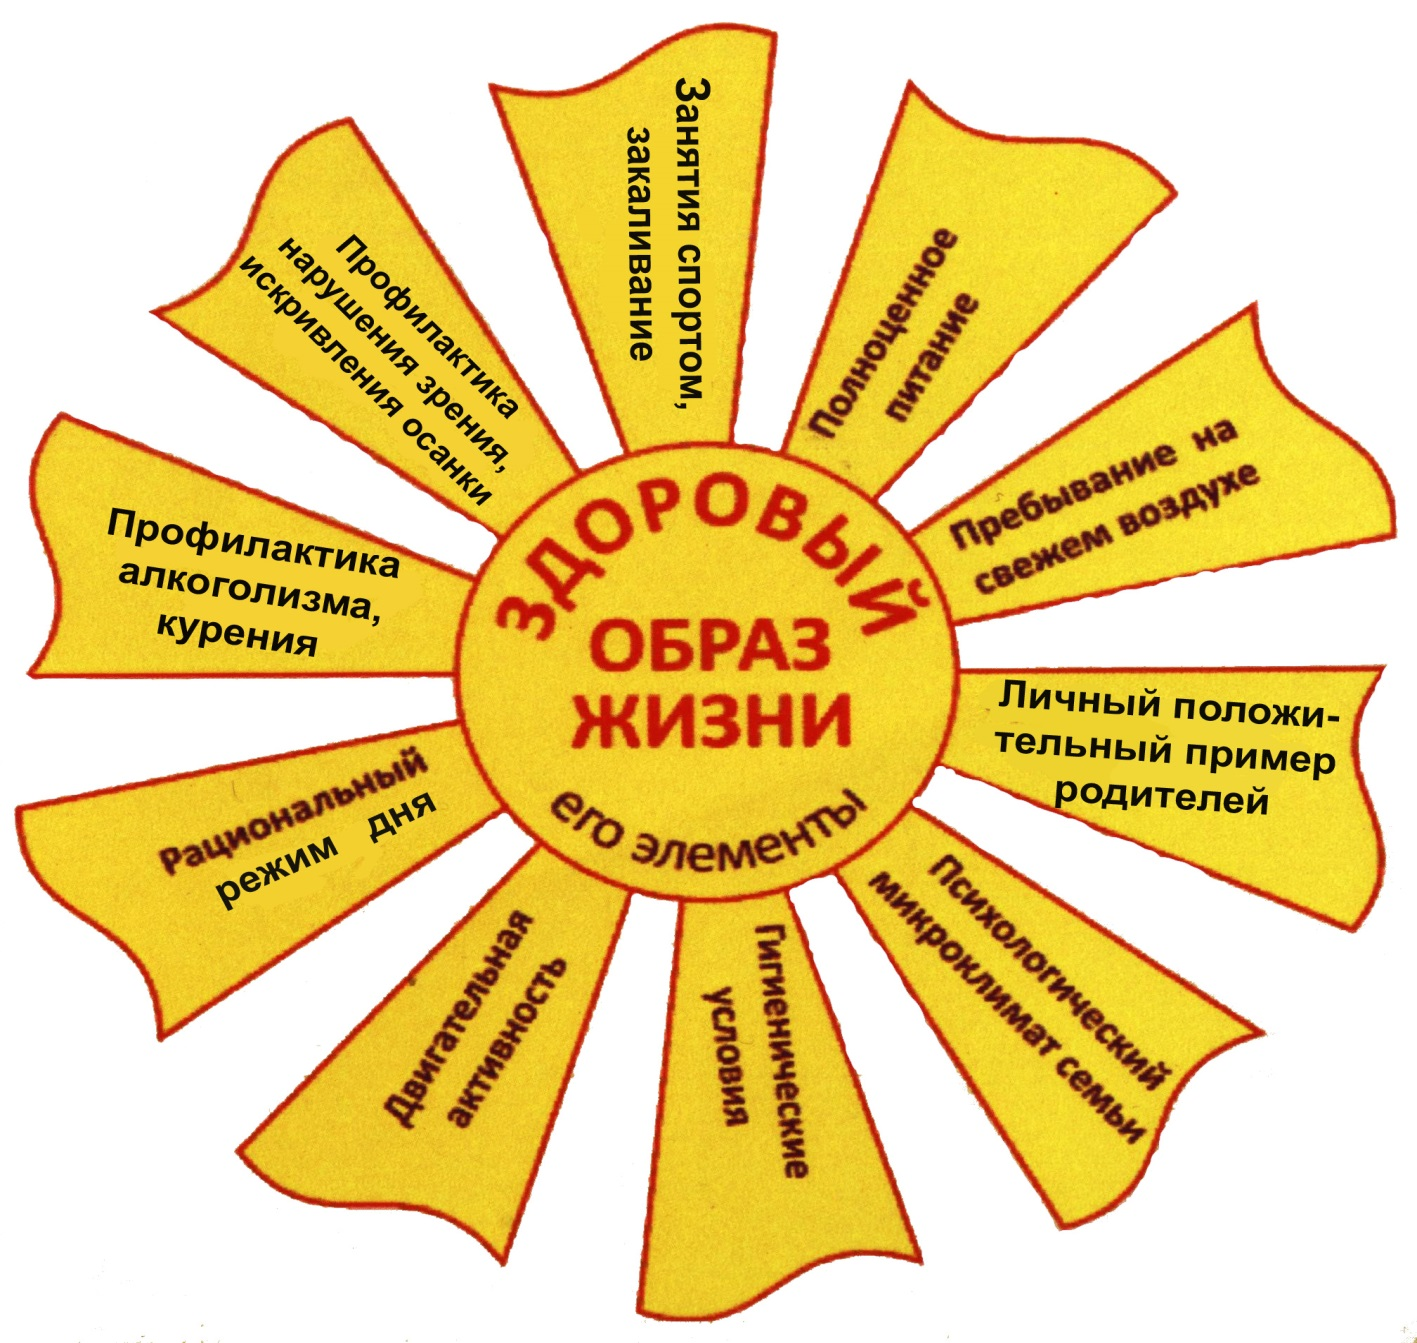 ЗДОРОВЫЙ
ОБРАЗ
ЖИЗНИ
его элементы
Занятия спортом,
закаливание
Полноценное
питание
Пребывание на
свежем воздухе
Личный положи-
тельный пример
родителей
Психологический
микроклимат семьи
Гигиенические
условия
Двигательная
активность
Рациональный
режим дня
Профилактика
алкоголизма,
курения
Профилактика
нарушения зрения,
искривления осанки